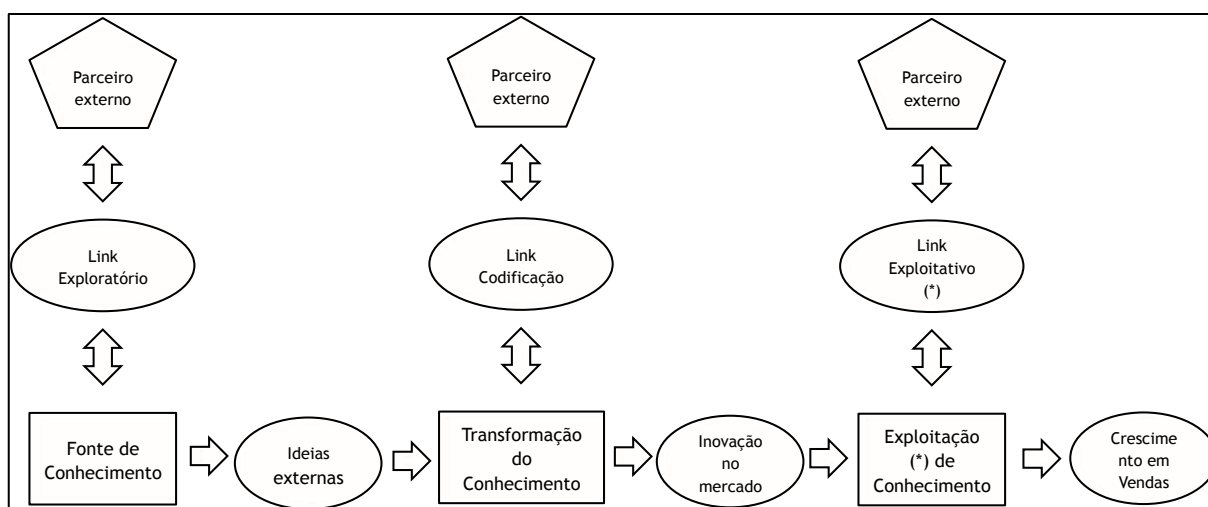 Parceiro
externo
Parceiro
externo
Parceiro
externo
Link
Exploratório
Link
Codificação
Link
Exploitativo
(*)
Fonte de
Conhecimento
Ideias
externas
Transformação
do
Conhecimento
Inovação
no
mercado
Exploitação
(*) de
Conhecimento
Crescime
nto em
Vendas